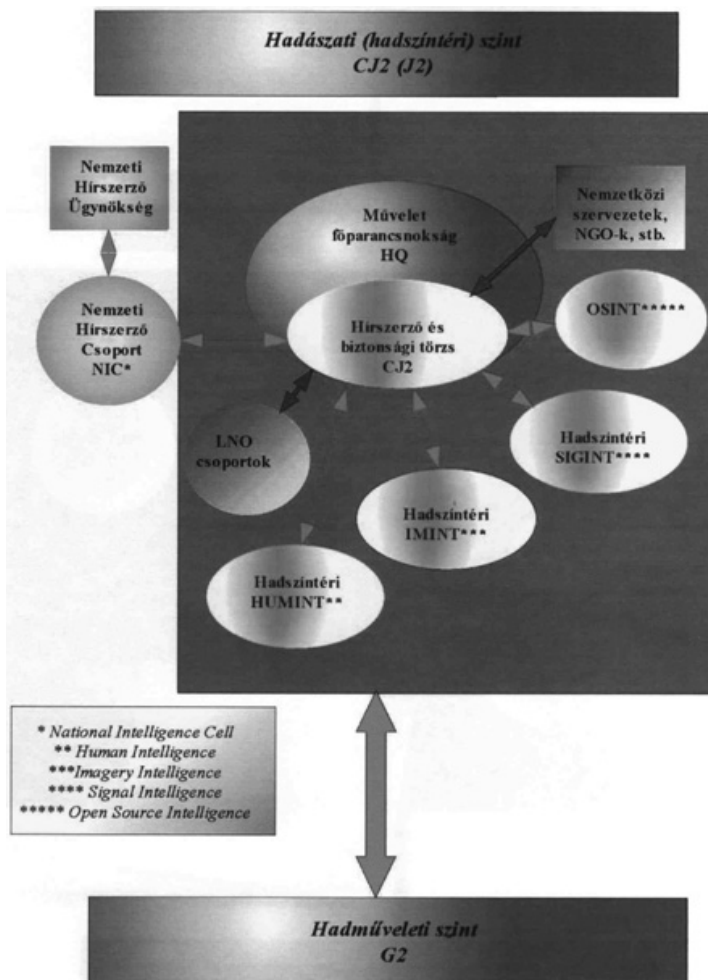 Hadászati (hadszíntéri) szint
CJ2 (J2)
Nemzeti
Hírszerző
Ügynökség
Művelet
főparancsnokság
HQ
Nemzetközi
szervezetek,
NGO-k, stb.
Nemzeti
Hírszerző
Csoport
NIC*
Hírszerző és
biztonsági törzs
CJ2
OSINT*****
LNO
csoportok
Hadszíntéri
SIGINT****
Hadszíntéri
IMINT***
Hadszíntéri
HUMINT**
* National Intelligence Cell
** Human Intelligence
***Imagery Intelligence
**** Signal Intelligence
***** Open Source Intelligence
Hadműveleti szint
G2